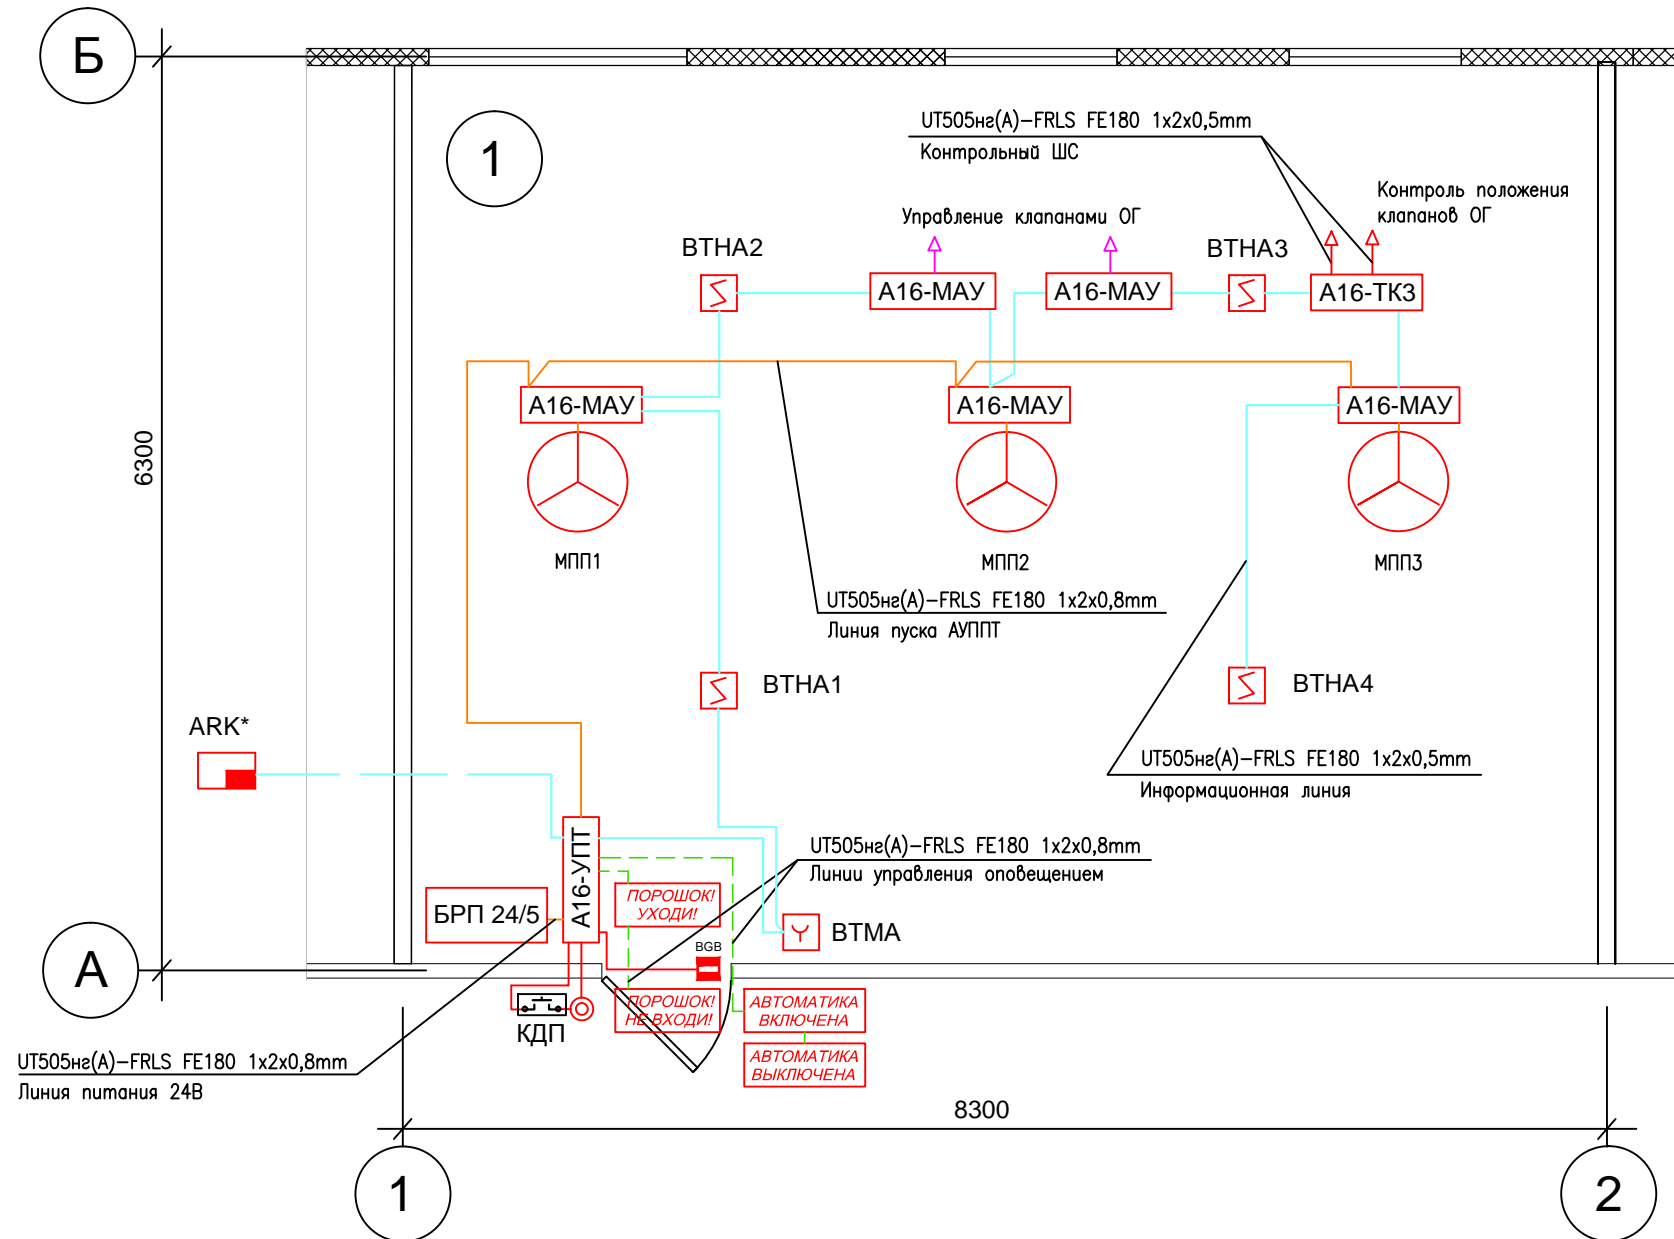 Б
1
UT505нг(А)-FRLS FE180 1x2x0,5mm
Контрольный ШС
Контроль положения
клапанов ОГ
Управление клапанами ОГ
ВТНА2
ВТНА3
А16-МАУ
А16-МАУ
А16-ТК3
А16-МАУ
А16-МАУ
А16-МАУ
6300
МПП1
МПП2
МПП3
UT505нг(А)-FRLS FE180 1x2x0,8mm
Линия пуска АУППТ
ВТНА1
ВТНА4
ARK*
UT505нг(А)-FRLS FE180 1x2x0,5mm
Информационная линия
А16-УПТ
UT505нг(А)-FRLS FE180 1x2x0,8mm
Линии управления оповещением
БРП 24/5
ПОРОШОК!
УХОДИ!
ВТМА
BGB
А
ПОРОШОК!
НЕ ВХОДИ!
АВТОМАТИКА
ВКЛЮЧЕНА
КДП
АВТОМАТИКА
ВЫКЛЮЧЕНА
UT505нг(А)-FRLS FE180 1x2x0,8mm
Линия питания 24В
8300
1
2